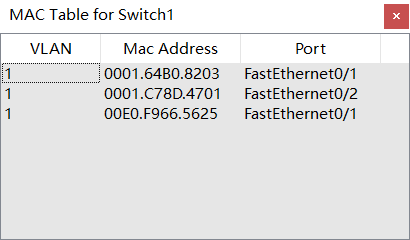 MAC Table for Switch1
VLAN Mac Address Port
1 0001.64B0.8203 FastEthernet0/1
1 0001.C78D.4701 FastEthernet0/2
1 00E0.F966.5625 FastEthernet0/1